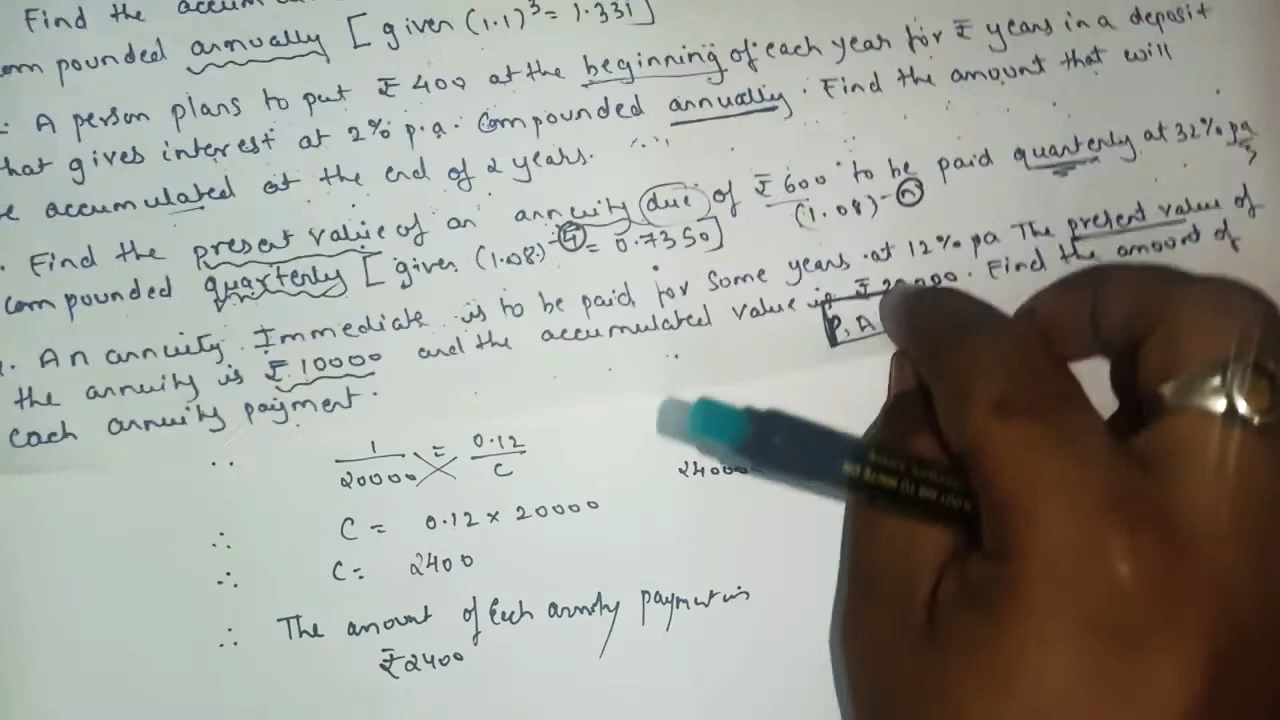 Find the accum
compounded annually [given (1.1)³ = 1.331]
: A person plans to put ₹ 400 at the beginning of each year for 2 years in a deposit
that gives interest at 2% p.a. Compounded annually. Find the amount that will
be accumulated at the end of 2 years.
. Find the present value of an annuity due of ₹ 600 to be paid quarterly at 32% pa
compounded quarterly [given (1.08)⁻⁴ = 0.7350]
(1.08)⁻ⁿ
. An annuity Immediate is to be paid for some years at 12% pa The present value of
the annuity is ₹ 10000 and the accumulated value is ₹ 20000. Find the amount of
Each annuity payment.
P, A
∴ 1/20000 = 0.12/C
24000
∴ C = 0.12 × 20000
∴ C = 2400
∴ The amount of Each annuity payment is
₹ 2400